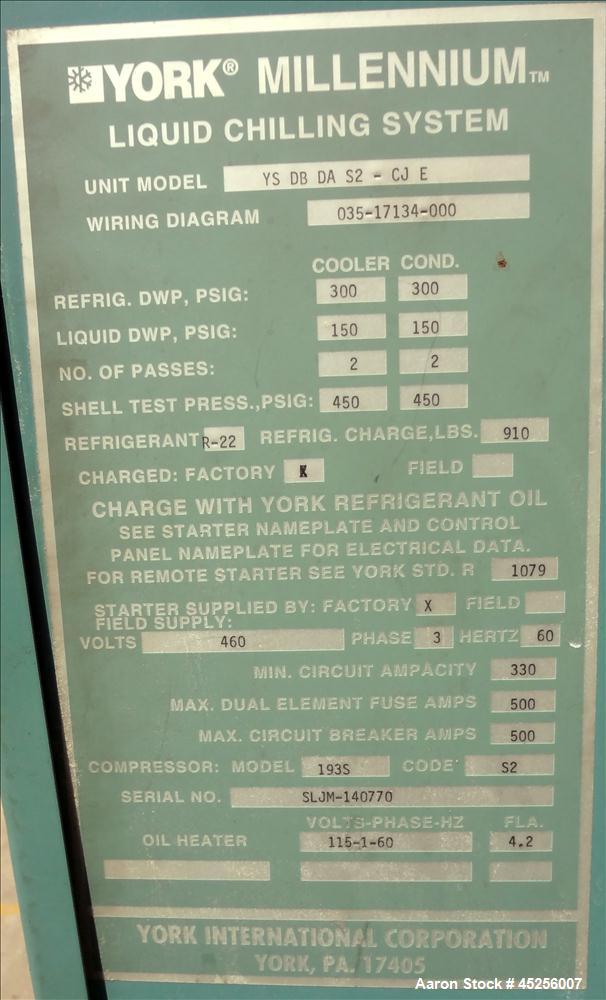 YORK® MILLENNIUM™
LIQUID CHILLING SYSTEM
UNIT MODEL YS DB DA S2 - CJ E
WIRING DIAGRAM 035-17134-000
COOLER COND.
REFRIG. DWP, PSIG: 300 300
LIQUID DWP, PSIG: 150 150
NO. OF PASSES: 2 2
SHELL TEST PRESS.,PSIG: 450 450
REFRIGERANT R-22 REFRIG. CHARGE,LBS. 910
CHARGED: FACTORY X FIELD
CHARGE WITH YORK REFRIGERANT OIL
SEE STARTER NAMEPLATE AND CONTROL
PANEL NAMEPLATE FOR ELECTRICAL DATA.
FOR REMOTE STARTER SEE YORK STD. R 1079
STARTER SUPPLIED BY: FACTORY X FIELD
FIELD SUPPLY:
VOLTS 460 PHASE 3 HERTZ 60
MIN. CIRCUIT AMPACITY 330
MAX. DUAL ELEMENT FUSE AMPS 500
MAX. CIRCUIT BREAKER AMPS 500
COMPRESSOR: MODEL 193S CODE S2
SERIAL NO. SLJM-140770
VOLTS-PHASE-HZ FLA.
OIL HEATER 115-1-60 4.2
YORK INTERNATIONAL CORPORATION
YORK, PA. 17405
Aaron Stock # 45256007